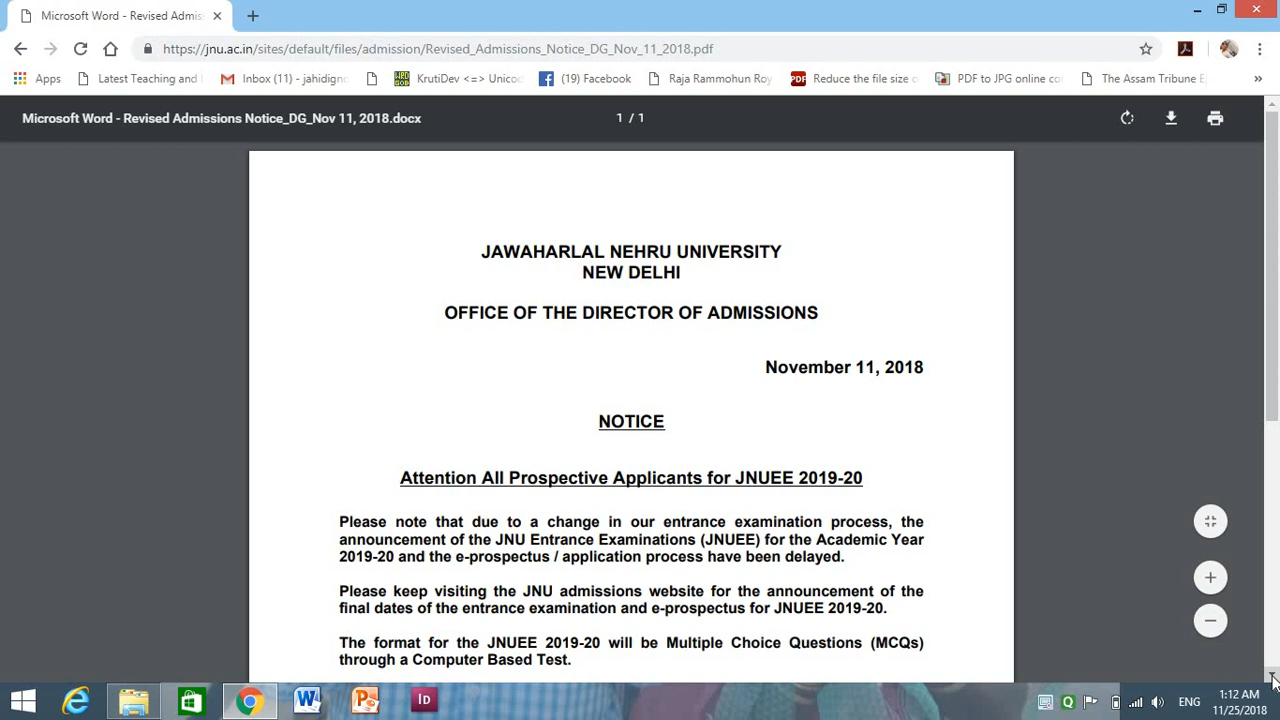 Microsoft Word - Revised Admis
https://jnu.ac.in/sites/default/files/admission/Revised_Admissions_Notice_DG_Nov_11_2018.pdf
Apps Latest Teaching and Inbox (11) - jahidign KrutiDev <=> Unico (19) Facebook Raja Rammohun Roy PDF Reduce the file size o PDF to JPG online co The Assam Tribune E »
Microsoft Word - Revised Admissions Notice_DG_Nov 11, 2018.docx 1 / 1
JAWAHARLAL NEHRU UNIVERSITY
NEW DELHI
OFFICE OF THE DIRECTOR OF ADMISSIONS
November 11, 2018
NOTICE
Attention All Prospective Applicants for JNUEE 2019-20
Please note that due to a change in our entrance examination process, the
announcement of the JNU Entrance Examinations (JNUEE) for the Academic Year
2019-20 and the e-prospectus / application process have been delayed.
Please keep visiting the JNU admissions website for the announcement of the
final dates of the entrance examination and e-prospectus for JNUEE 2019-20.
The format for the JNUEE 2019-20 will be Multiple Choice Questions (MCQs)
through a Computer Based Test.
Id
ENG
1:12 AM
11/25/2018